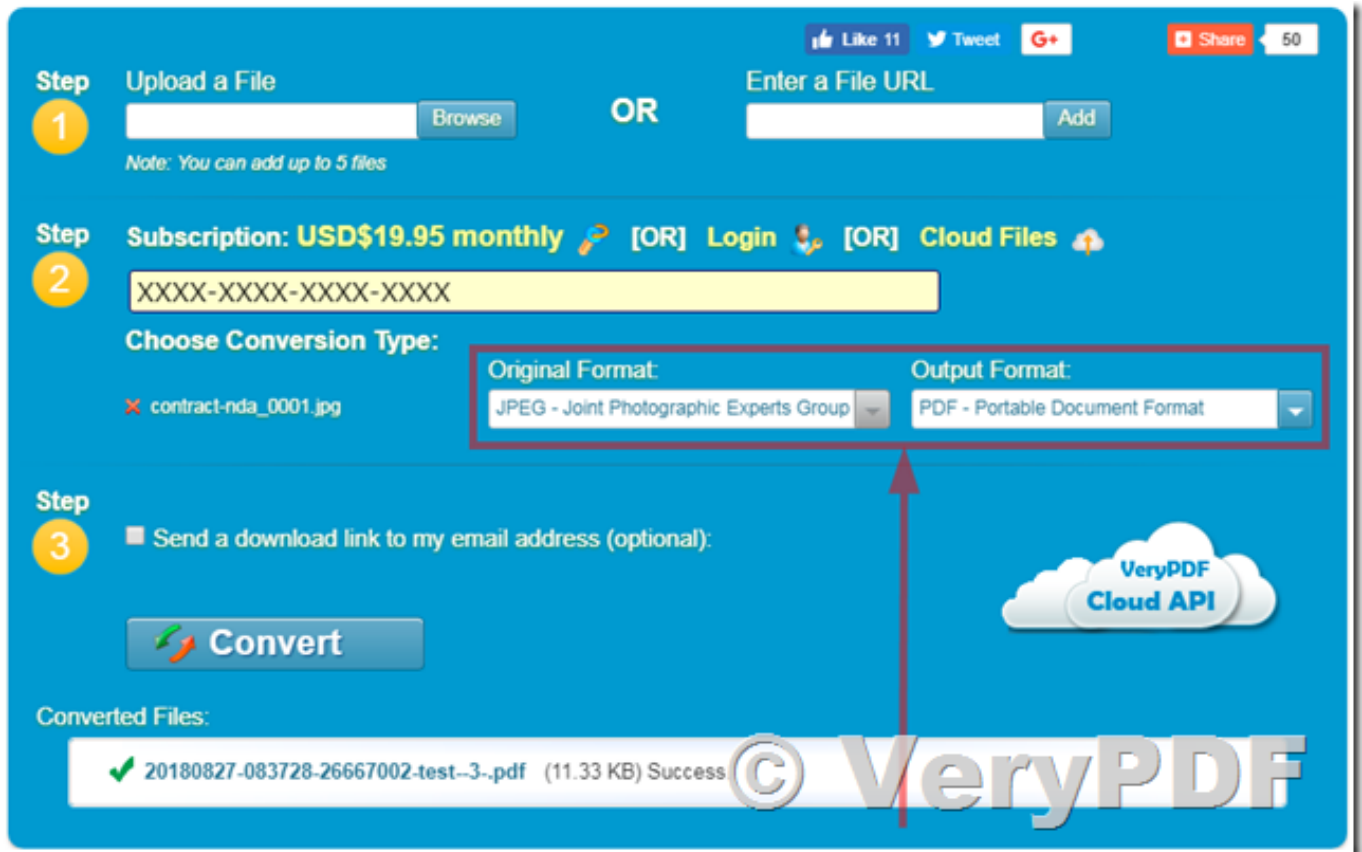 Like 11 Tweet G+ Share 50
Step Upload a File Enter a File URL
1 Browse OR Add
Note: You can add up to 5 files
Step Subscription: USD$19.95 monthly [OR] Login [OR] Cloud Files
2 XXXX-XXXX-XXXX-XXXX
Choose Conversion Type:
Original Format: Output Format:
contract-nda_0001.jpg JPEG - Joint Photographic Experts Group PDF - Portable Document Format
Step
3 Send a download link to my email address (optional):
VeryPDF
Cloud API
Convert
Converted Files:
20180827-083728-26667002-test--3-.pdf (11.33 KB) Success.
© VeryPDF